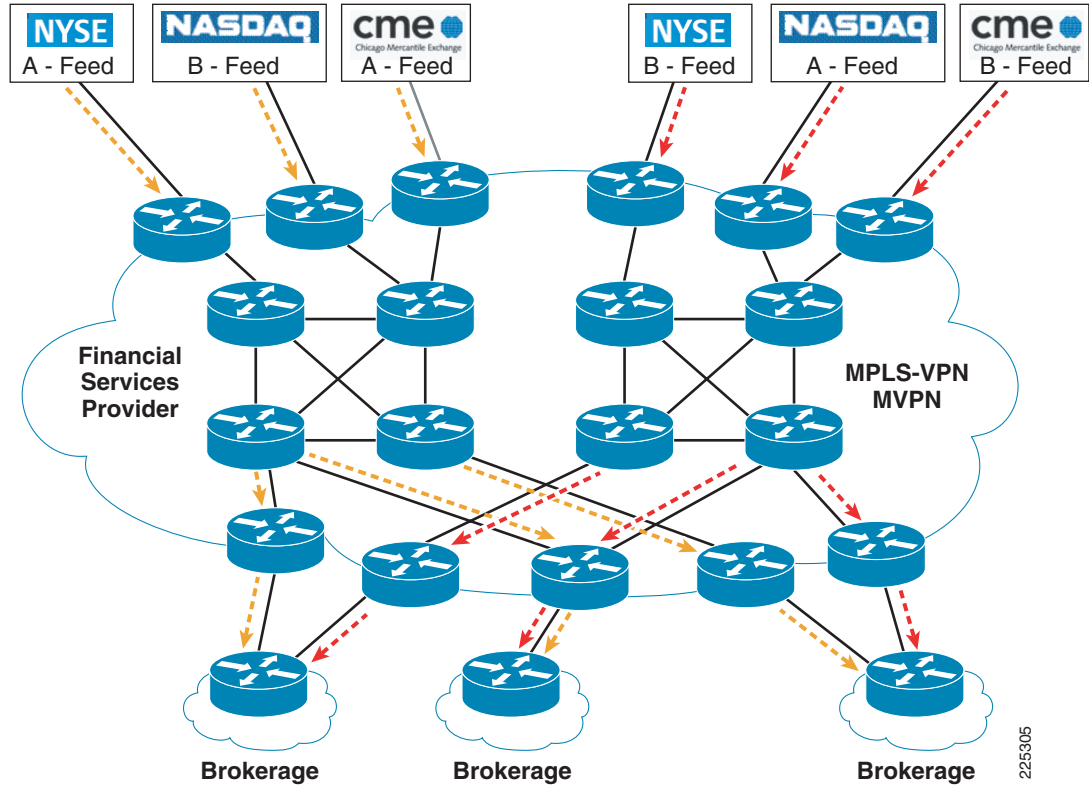 NYSE
A - Feed
NASDAQ
B - Feed
cme
Chicago Mercantile Exchange
A - Feed
NYSE
B - Feed
NASDAQ
A - Feed
cme
Chicago Mercantile Exchange
B - Feed
Financial
Services
Provider
MPLS-VPN
MVPN
Brokerage
Brokerage
Brokerage
225305